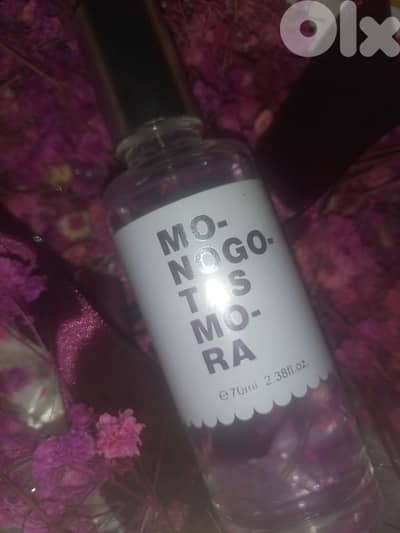 OLX
MO-
NOGO-
TAS
MO-
RA
℮70ml 2.38fl.oz.